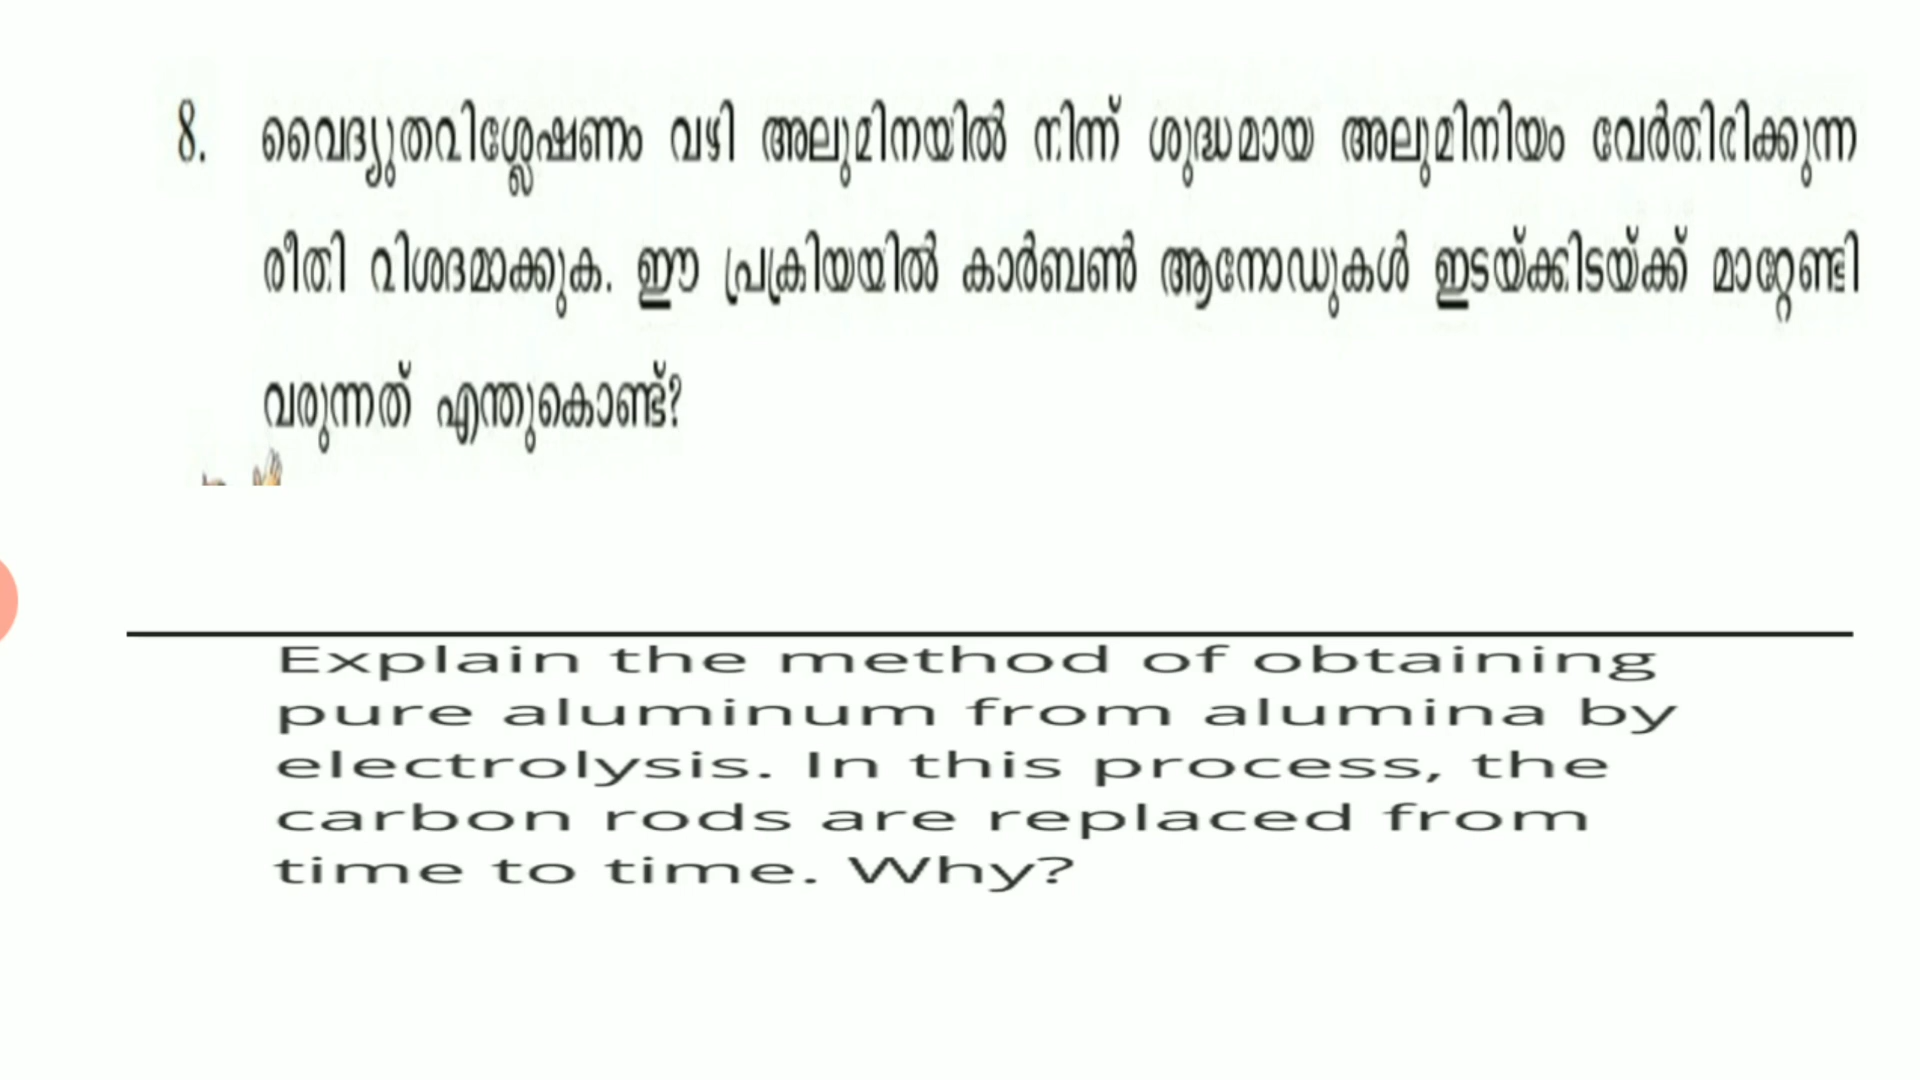 8. വൈദ്യുതവിശ്ലേഷണം വഴി അലുമിനയിൽ നിന്ന് ശുദ്ധമായ അലുമിനിയം വേർതിരിക്കുന്ന
രീതി വിശദമാക്കുക. ഈ പ്രക്രിയയിൽ കാർബൺ ആനോഡുകൾ ഇടയ്ക്കിടയ്ക്ക് മാറ്റേണ്ടി
വരുന്നത് എന്തുകൊണ്ട്?
Explain the method of obtaining
pure aluminum from alumina by
electrolysis. In this process, the
carbon rods are replaced from
time to time. Why?